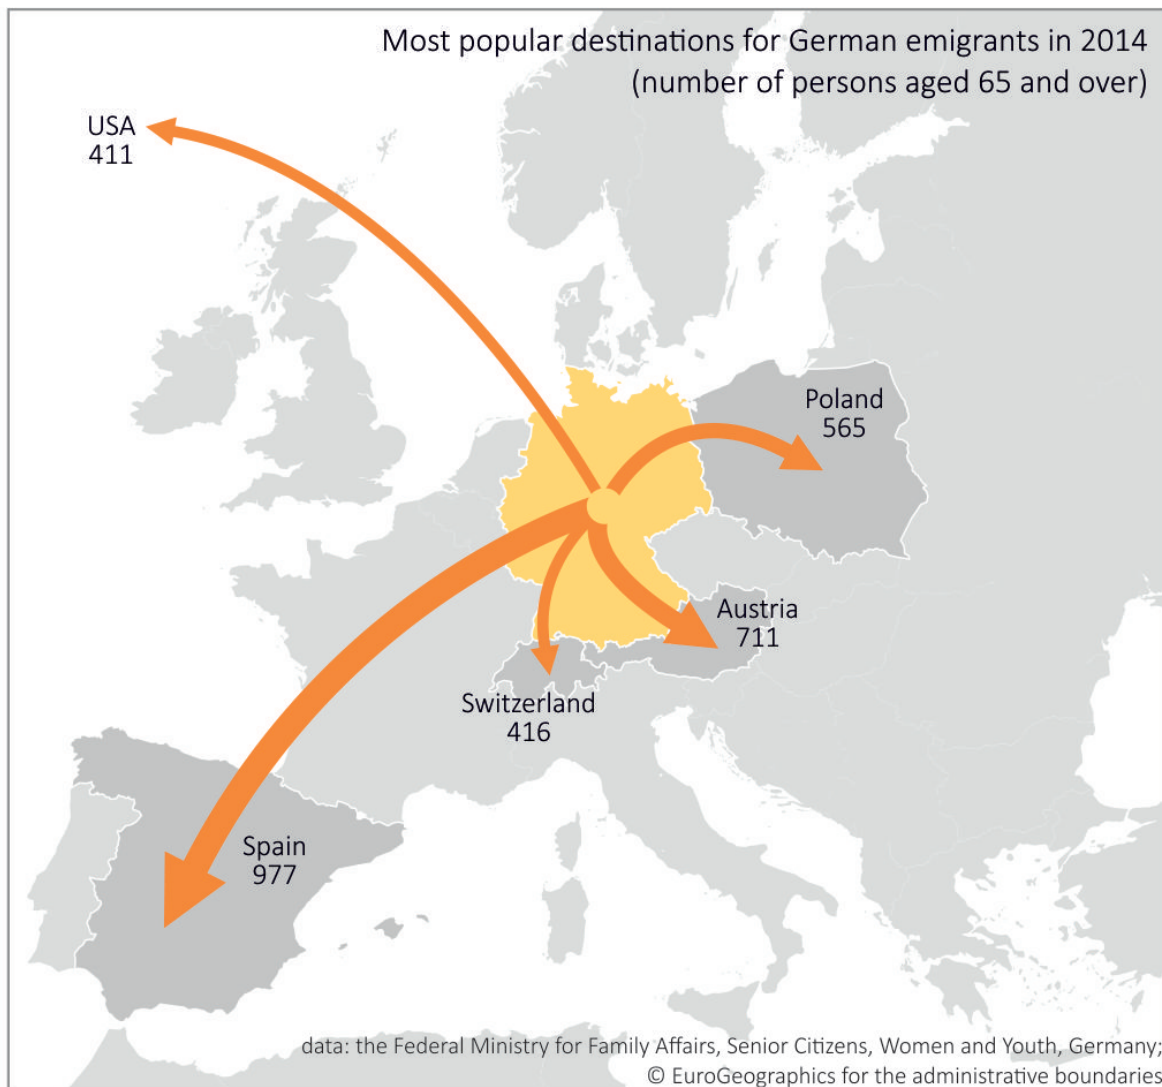 Most popular destinations for German emigrants in 2014
(number of persons aged 65 and over)
USA
411
Poland
565
Austria
711
Switzerland
416
Spain
977
data: the Federal Ministry for Family Affairs, Senior Citizens, Women and Youth, Germany;
© EuroGeographics for the administrative boundaries